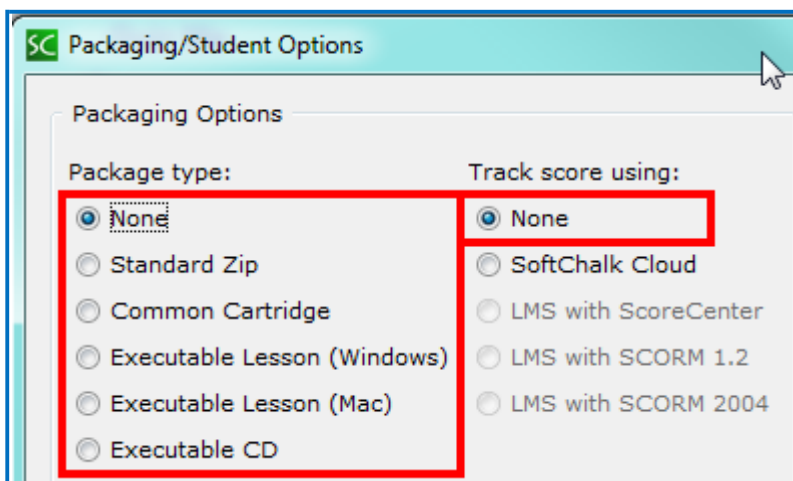 SC Packaging/Student Options
Packaging Options
Package type:
None
Standard Zip
Common Cartridge
Executable Lesson (Windows)
Executable Lesson (Mac)
Executable CD
Track score using:
None
SoftChalk Cloud
LMS with ScoreCenter
LMS with SCORM 1.2
LMS with SCORM 2004